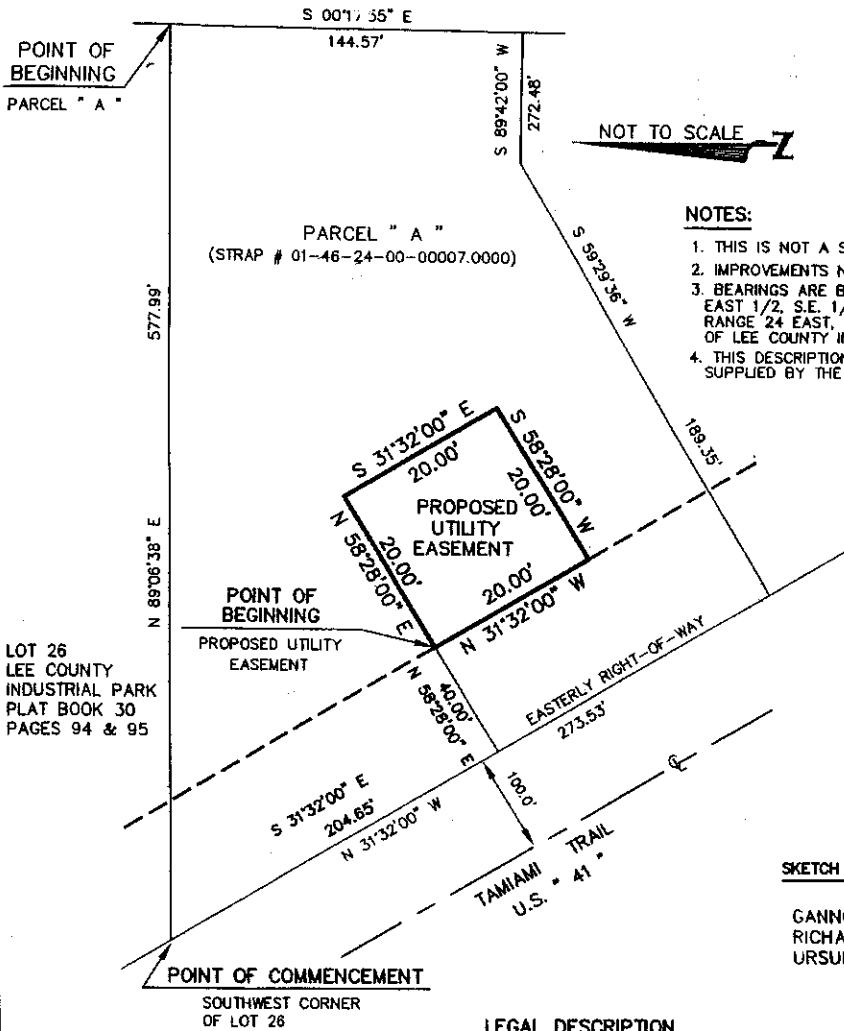 S 00°17'55" E
144.57'
POINT OF
BEGINNING
PARCEL " A "
S 89°42'00" W
272.48'
NOT TO SCALE
Z
PARCEL " A "
(STRAP # 01-46-24-00-00007.0000)
NOTES:
1. THIS IS NOT A S
2. IMPROVEMENTS N
3. BEARINGS ARE B
EAST 1/2, S.E. 1/
RANGE 24 EAST,
OF LEE COUNTY I
4. THIS DESCRIPTION
SUPPLIED BY THE
S 59°29'36" W
189.35'
577.99'
N 89°06'38" E
S 31°32'00" E
20.00'
S 58°28'00" W
20.00'
PROPOSED
UTILITY
EASEMENT
N 58°28'00" E
20.00'
20.00'
N 31°32'00" W
POINT OF
BEGINNING
PROPOSED UTILITY
EASEMENT
LOT 26
LEE COUNTY
INDUSTRIAL PARK
PLAT BOOK 30
PAGES 94 & 95
40.00'
N 58°28'00" E
EASTERLY RIGHT-OF-WAY
273.53'
S 31°32'00" E
204.65'
N 31°32'00" W
100.0'
℄
TAMIAMI TRAIL
U.S. " 41 "
SKETCH
GANN
RICHA
URSU
POINT OF COMMENCEMENT
SOUTHWEST CORNER
OF LOT 26
LEGAL DESCRIPTION